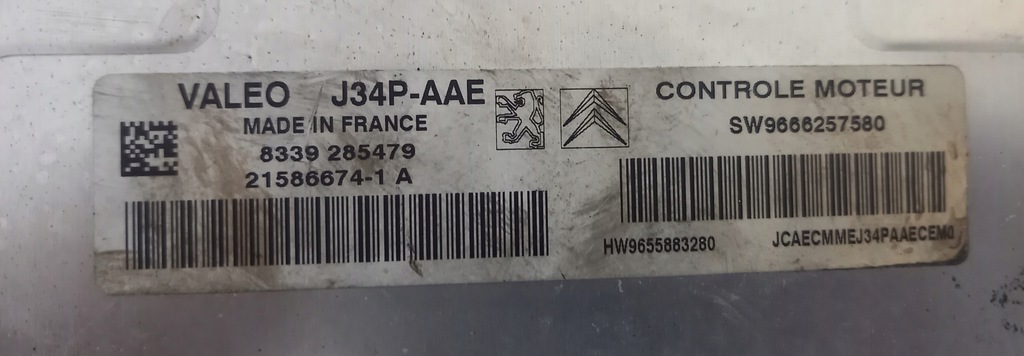 VALEO J34P-AAE
MADE IN FRANCE
8339 285479
21586674-1 A
CONTROLE MOTEUR
SW9666257580
HW9655883280
JCAECMMEJ34PAAECEM0